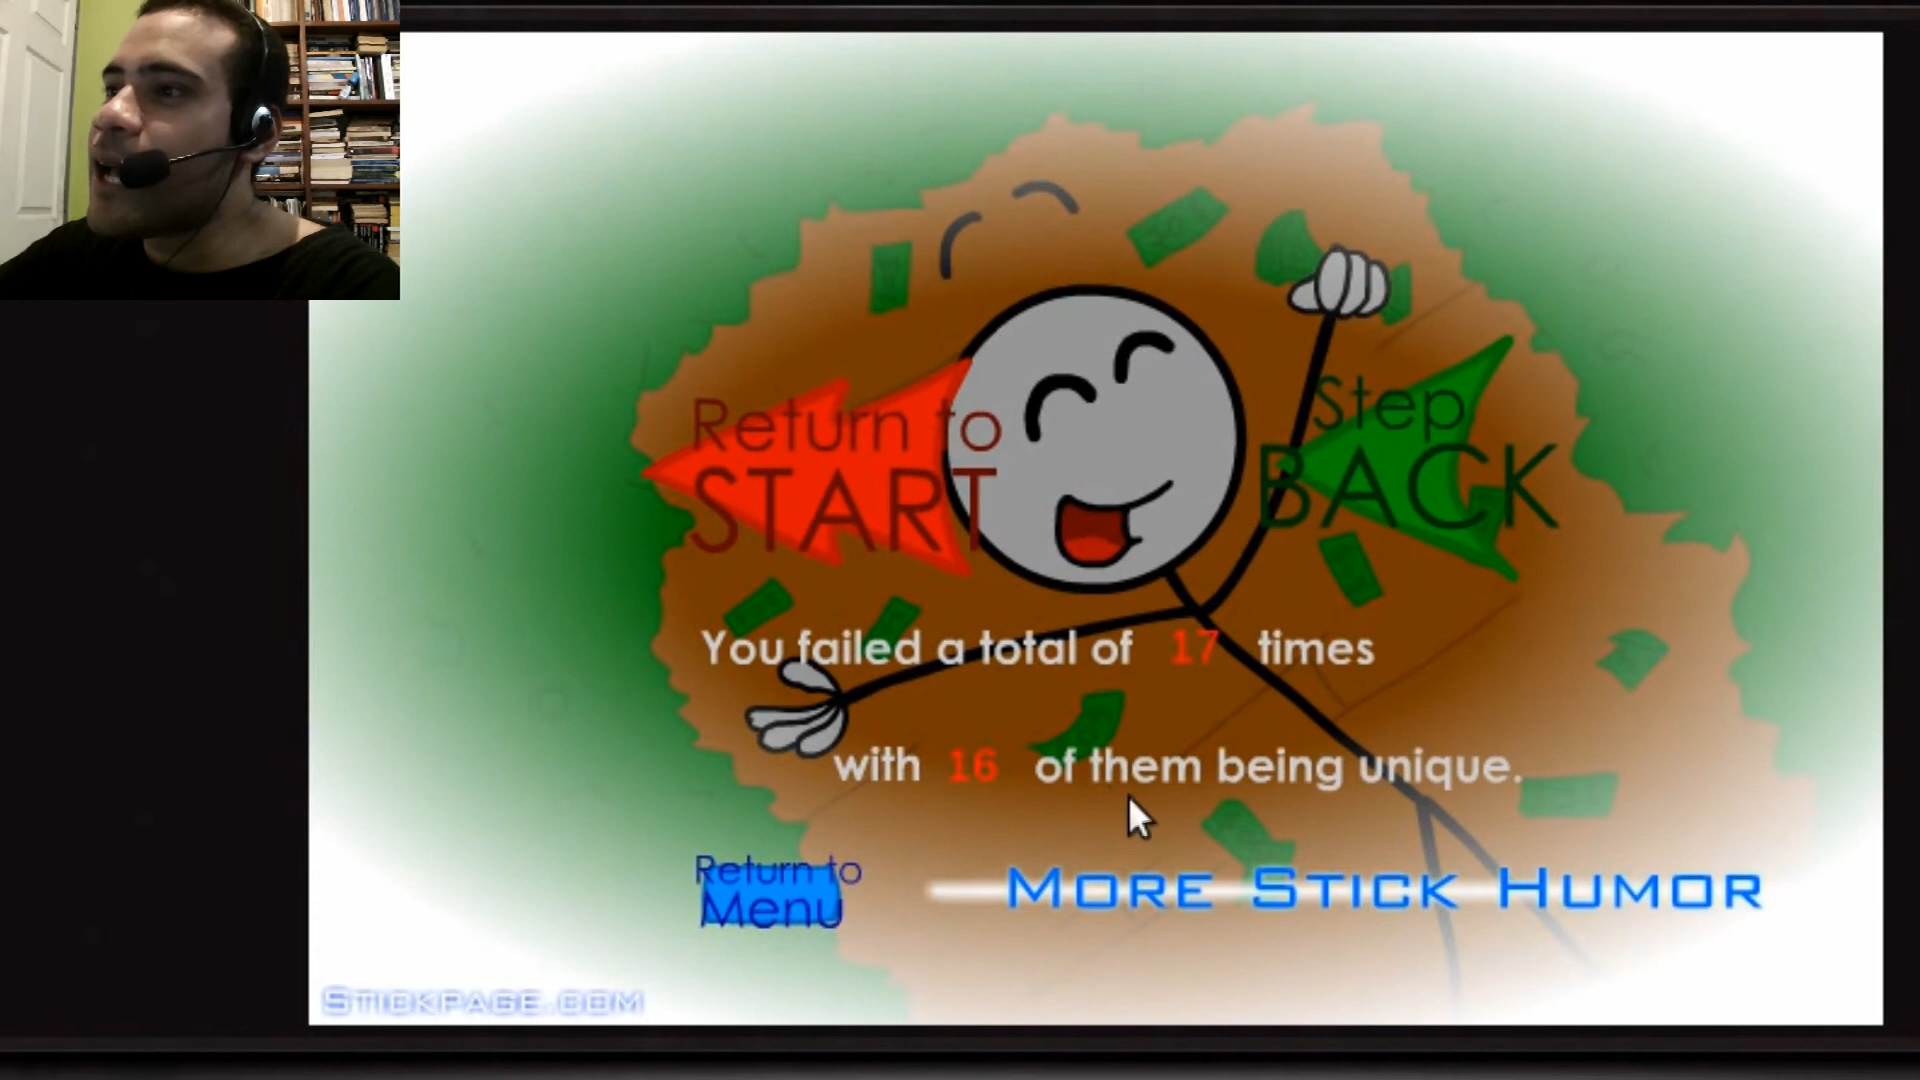 Return to
START
Step
BACK
You failed a total of 17 times
with 16 of them being unique.
Return to
Menu
MORE STICK HUMOR
STICKPAGE.COM